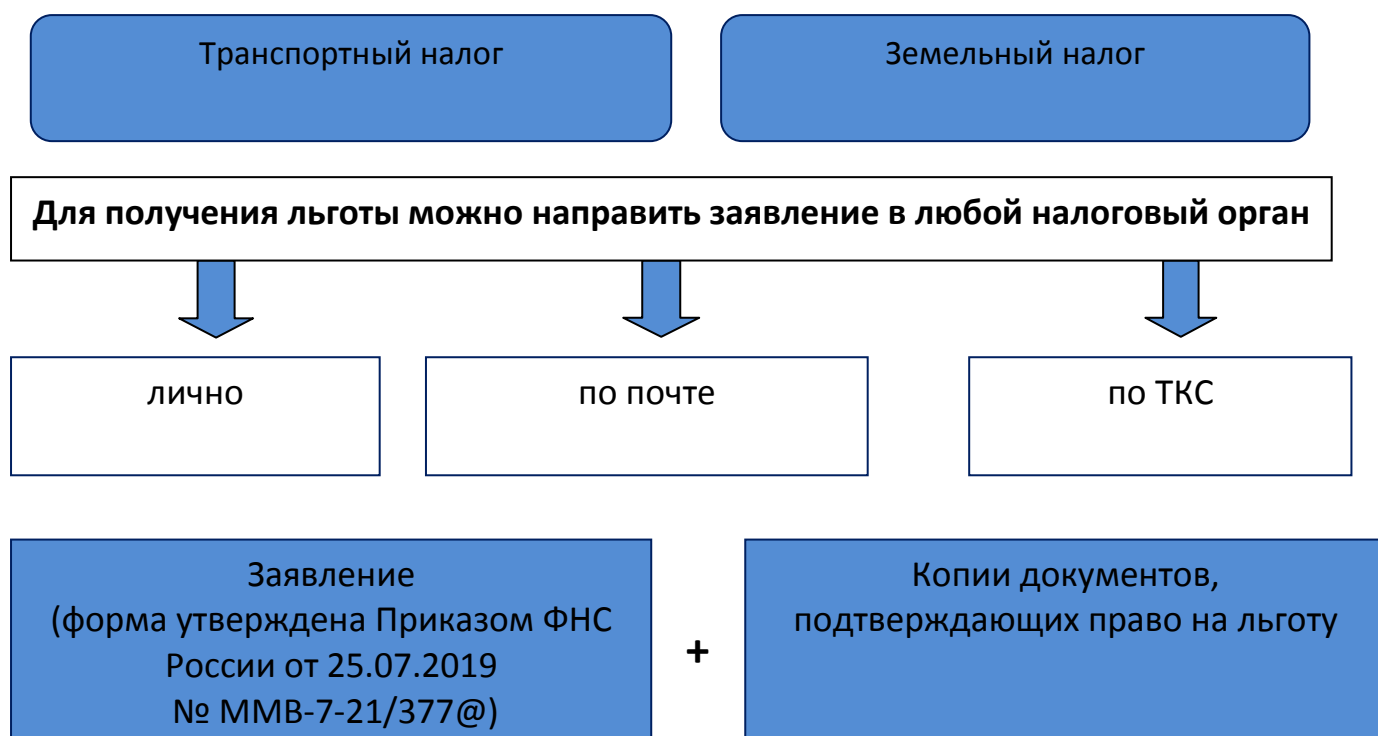 Транспортный налог
Земельный налог
Для получения льготы можно направить заявление в любой налоговый орган
лично
по почте
по ТКС
Заявление
(форма утверждена Приказом ФНС
России от 25.07.2019
№ ММВ-7-21/377@)
+
Копии документов,
подтверждающих право на льготу